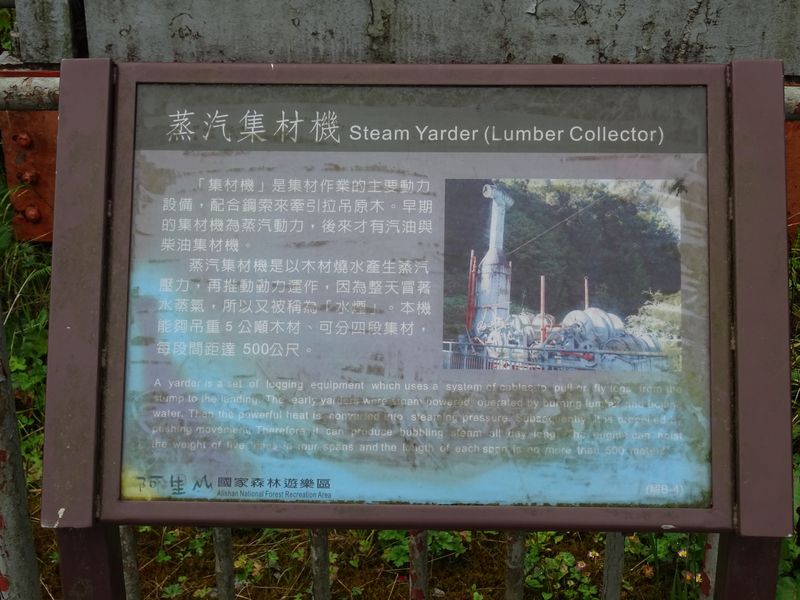 蒸汽集材機 Steam Yarder (Lumber Collector)
「集材機」是集材作業的主要動力
設備，配合鋼索來牽引拉吊原木。早期
的集材機為蒸汽動力，後來才有汽油與
柴油集材機。
蒸汽集材機是以木材燒水產生蒸汽
壓力，再推動動力運作，因為整天冒著
水蒸氣，所以又被稱為「水煙」。本機
能夠吊重 5 公噸木材、可分四段集材，
每段間距達 500公尺。
A yarder is a set of logging equipment which uses a system of cables to pull or fly logs from the
stump to the landing. The early yarders were steam powered, operated by burning lumber and boiling
water. Then the powerful heat is converted into steaming pressure. Subsequently it is propelled
pushing movement. Therefore, it can produce bubbling steam all day long. The engine can hoist
the weight of five tones in four spans and the length of each span is no more than 500 meters.
阿里山 國家森林遊樂區
Alishan National Forest Recreation Area
(解B-4)